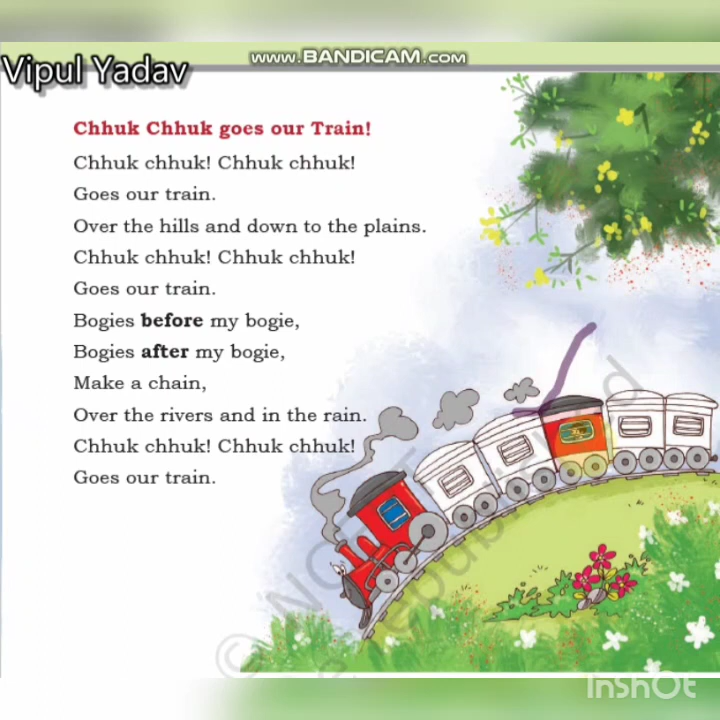 www.BANDICAM.com
Vipul Yadav
Chhuk Chhuk goes our Train!
Chhuk chhuk! Chhuk chhuk!
Goes our train.
Over the hills and down to the plains.
Chhuk chhuk! Chhuk chhuk!
Goes our train.
Bogies before my bogie,
Bogies after my bogie,
Make a chain,
Over the rivers and in the rain.
Chhuk chhuk! Chhuk chhuk!
Goes our train.
InShOt